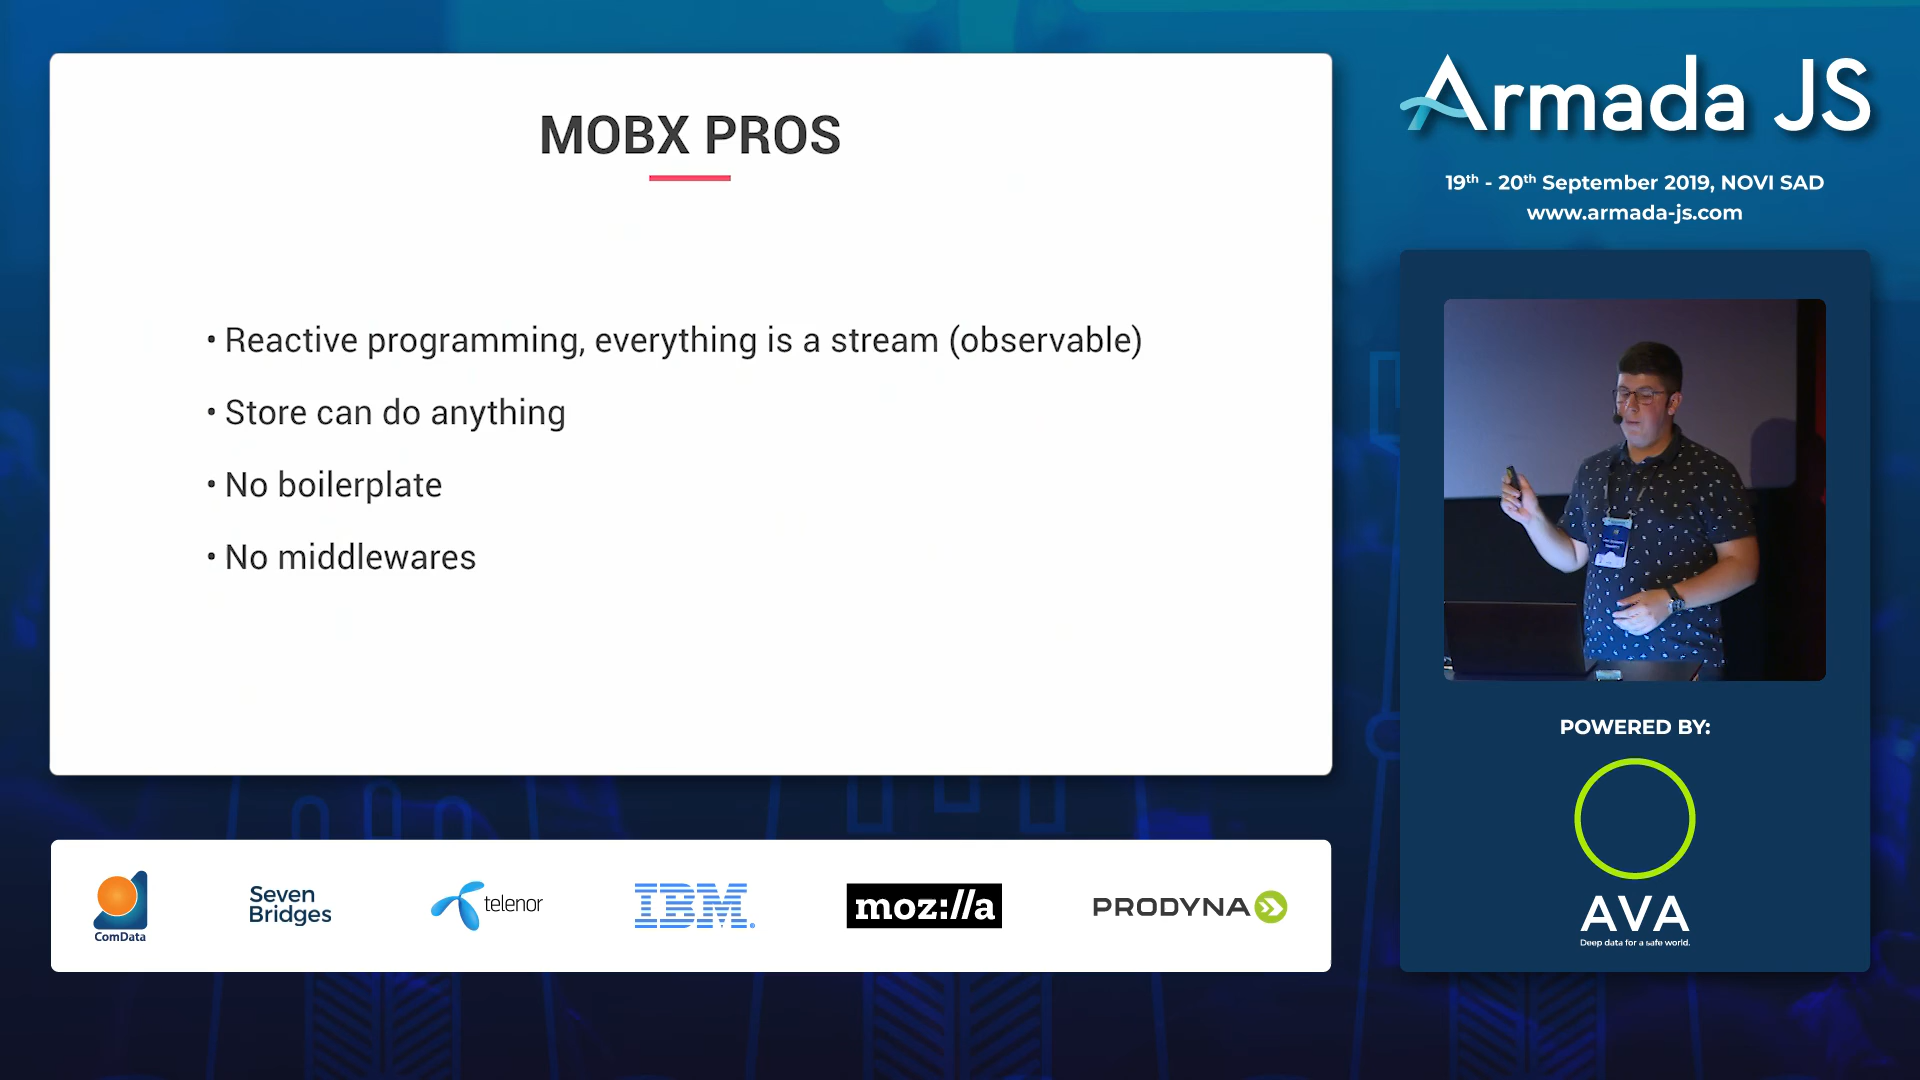 MOBX PROS
• Reactive programming, everything is a stream (observable)
• Store can do anything
• No boilerplate
• No middlewares
Armada JS
19th - 20th September 2019, NOVI SAD
www.armada-js.com
POWERED BY:
AVA
Deep data for a safe world.
ComData
Seven
Bridges
telenor
IBM®
moz://a
PRODYNA